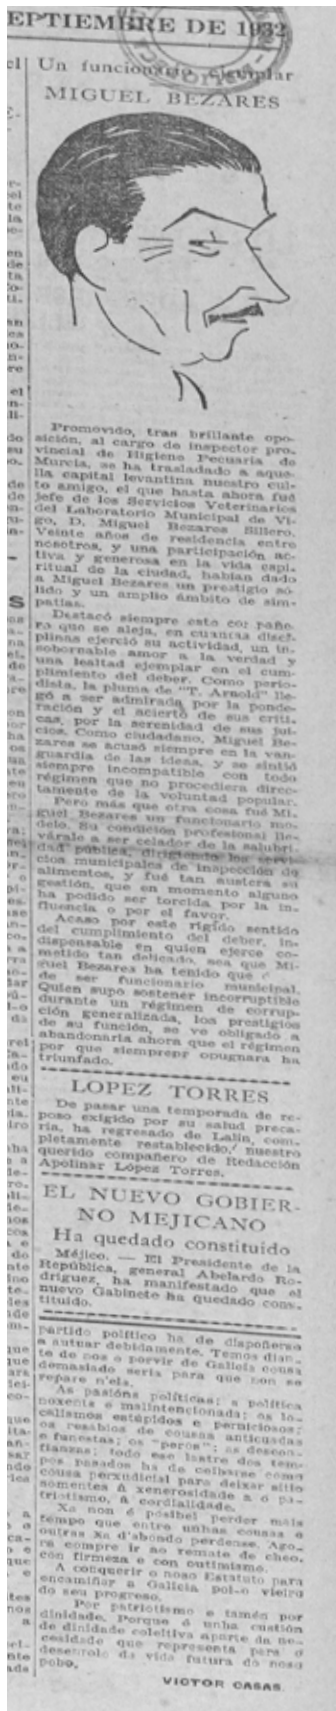 SEPTIEMBRE DE 1932
Un funcionario ejemplar
MIGUEL BEZARES
Promovido, tras brillante opo-
sición, al cargo de inspector pro-
vincial de Higiene Pecuaria de
Murcia, se ha trasladado a aque-
lla capital levantina nuestro cul-
to amigo, el que hasta ahora fué
jefe de los Servicios Veterinarios
del Laboratorio Municipal de Vi-
go, D. Miguel Bezares Sillero.
Veinte años de residencia entre
nosotros, y una participación ac-
tiva y generosa en la vida espi-
ritual de la ciudad, habían dado
a Miguel Bezares un prestigio só-
lido y un amplio ámbito de sim-
patías.
Destacó siempre este compañe-
ro que se aleja, en cuantas disci-
plinas ejerció su actividad, un in-
sobornable amor a la verdad y
una lealtad ejemplar en el cum-
plimiento del deber. Como perio-
dista, la pluma de "T. Arnold" lle-
gó a ser admirada por la ponde-
ración y el acierto de sus críti-
cas, por la serenidad de sus jui-
cios. Como ciudadano, Miguel Be-
zares se acusó siempre en la van-
guardia de las ideas, y se sintió
siempre incompatible con todo
régimen que no procediera direc-
tamente de la voluntad popular.
Pero más que otra cosa fué Mi-
guel Bezares un funcionario mo-
delo. Su condición profesional lle-
várale a ser celador de la salubri-
dad pública, dirigiendo los servi-
cios municipales de inspección de
alimentos, y fué tan austera su
gestión, que en momento alguno
ha podido ser torcida por la in-
fluencia o por el favor.
Acaso por este rígido sentido
del cumplimiento del deber, in-
dispensable en quien ejerce co-
metido tan delicado, sea que Mi-
guel Bezares ha tenido que dejar
de ser funcionario municipal.
Quien supo sostener incorruptible
durante un régimen de corrup-
ción generalizada, los prestigios
de su función, se ve obligado a
abandonarla ahora que el régimen
por que siemprepr opugnara ha
triunfado.
LOPEZ TORRES
De pasar una temporada de re-
poso exigido por su salud preca-
ria, ha regresado de Lalín, com-
pletamente restablecido, nuestro
querido compañero de Redacción
Apolinar López Torres.
EL NUEVO GOBIER-
NO MEJICANO
Ha quedado constituído
Méjico. — El Presidente de la
República, general Abelardo Ro-
dríguez, ha manifestado que el
nuevo Gabinete ha quedado cons-
tituido.
partido político ha de dispoñerse
a autuar debidamente. Temos dian-
te de nos o porvir de Galicia cousa
demasiado seria para que non se
repare n'els.
As pasións políticas; a política
noxenta e malintencionada; os lo-
calismos estúpidos e perniciosos;
os resabios de cousas anticuadas
e funestas; os "peros"; as descon-
fianzas; todo ese lastre dos tem-
pos pasados ha de ceibarse como
cousa perxudicial para deixar sitio
somentes á xenerosidade a o pa-
triotismo, á cordialidade.
Xa non é posibel perder mais
tempo que entre unhas cousas e
outras xa d'abondo perdense. Ago-
ra compre ir ao remate de cheo,
con firmeza e con outimismo.
A conquerir o noso Estatuto para
encamiñar a Galicia pol-o vieiro
do seu progreso.
Por patriotismo e tamén por
dinidade. Porque é unha custión
de dinidade coleitiva aparte da ne-
cesidade que representa para o
desenrolo da vida futura do noso
pobo.
VICTOR CASAS